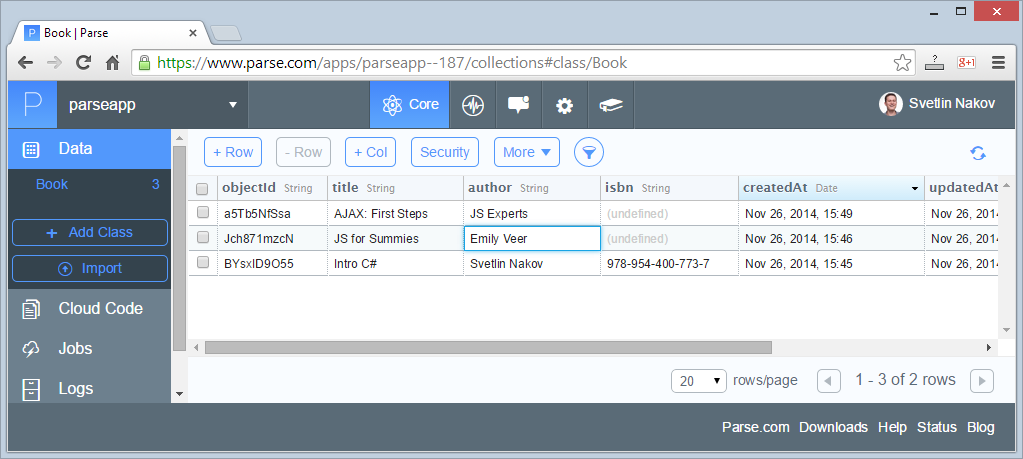 Book | Parse
https://www.parse.com/apps/parseapp--187/collections#class/Book
P parseapp Core Svetlin Nakov
Data + Row - Row + Col Security More
Book 3
objectId String title String author String isbn String createdAt Date updatedAt
a5Tb5NfSsa AJAX: First Steps JS Experts (undefined) Nov 26, 2014, 15:49 Nov 26, 2014
Jch871mzcN JS for Summies Emily Veer (undefined) Nov 26, 2014, 15:46 Nov 26, 2014
BYsxID9O55 Intro C# Svetlin Nakov 978-954-400-773-7 Nov 26, 2014, 15:45 Nov 26, 2014
+ Add Class
Import
Cloud Code
Jobs
Logs
20 rows/page 1 - 3 of 2 rows
Parse.com Downloads Help Status Blog